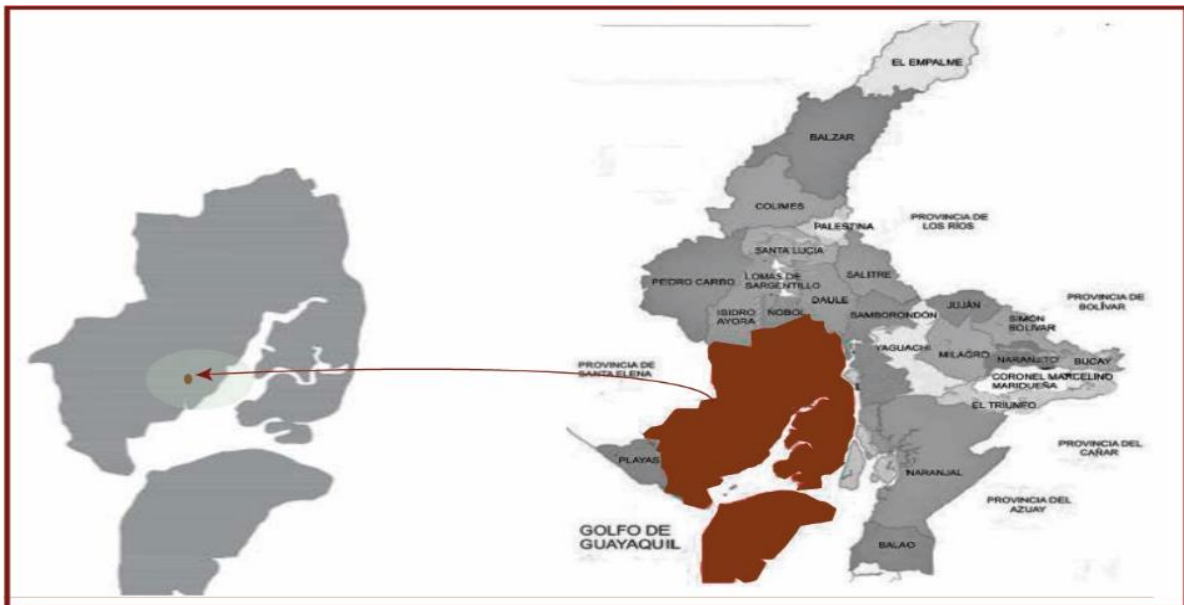 EL EMPALME
BALZAR
COLIMES
PALESTINA
PROVINCIA DE
LOS RÍOS
SANTA LUCIA
PEDRO CARBO
LOMAS DE
SARGENTILLO
SALITRE
DAULE
ISIDRO
AYORA
NOBOL
SAMBORONDÓN
JUJÁN
PROVINCIA DE
BOLÍVAR
SIMÓN
BOLIVAR
YAGUACHI
MILAGRO
NARANJITO
BUCAY
PROVINCIA DE
SANTA ELENA
CORONEL MARCELINO
MARIDUEÑA
EL TRIUNFO
PROVINCIA DEL
CAÑAR
PLAYAS
NARANJAL
PROVINCIA DEL
AZUAY
GOLFO DE
GUAYAQUIL
BALAO